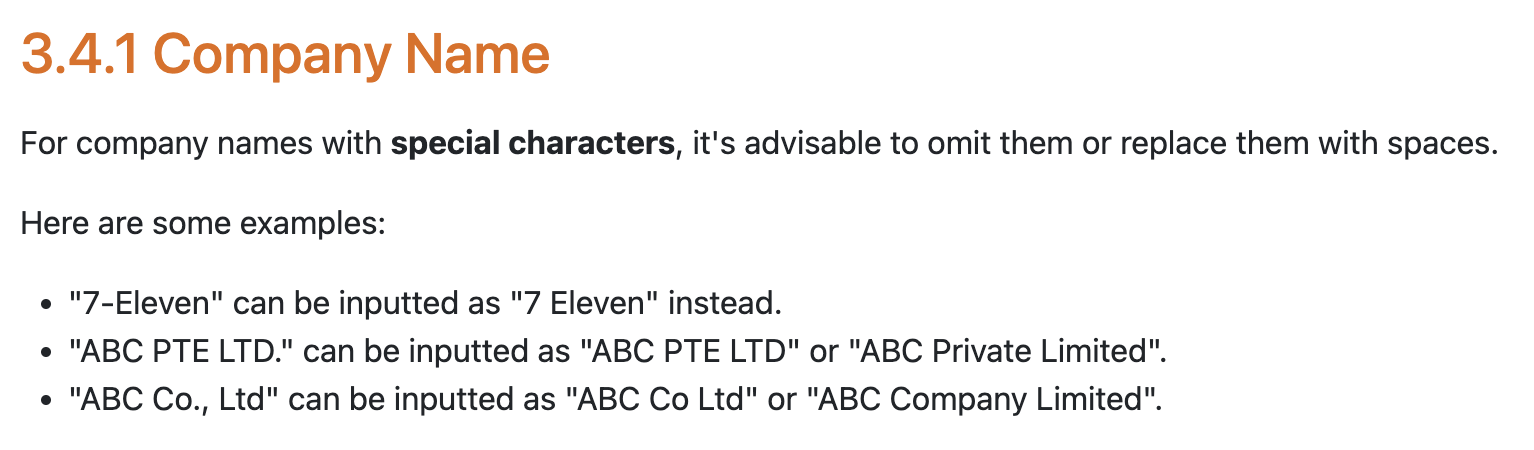 3.4.1 Company Name
For company names with special characters, it's advisable to omit them or replace them with spaces.
Here are some examples:
• "7-Eleven" can be inputted as "7 Eleven" instead.
• "ABC PTE LTD." can be inputted as "ABC PTE LTD" or "ABC Private Limited".
• "ABC Co., Ltd" can be inputted as "ABC Co Ltd" or "ABC Company Limited".